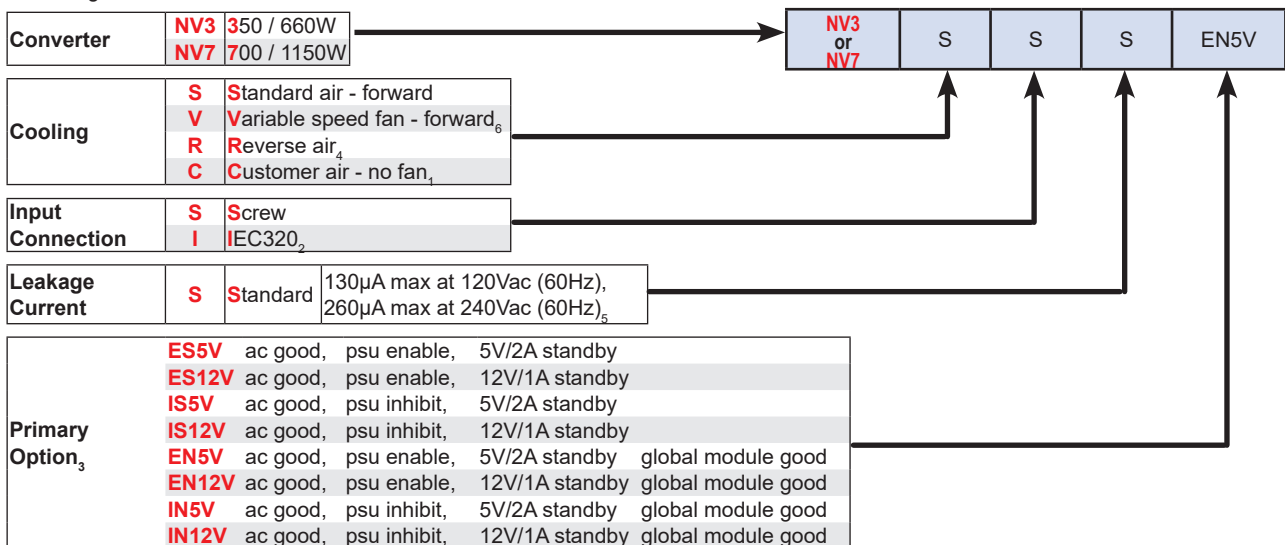 Converter NV3 350 / 660W
NV7 700 / 1150W
NV3 or NV7 S S S EN5V
Cooling
S Standard air - forward
V Variable speed fan - forward6
R Reverse air4
C Customer air - no fan1
Input Connection
S Screw
I IEC3202
Leakage Current
S Standard 130µA max at 120Vac (60Hz),
260µA max at 240Vac (60Hz)5
Primary Option3
ES5V ac good, psu enable, 5V/2A standby
ES12V ac good, psu enable, 12V/1A standby
IS5V ac good, psu inhibit, 5V/2A standby
IS12V ac good, psu inhibit, 12V/1A standby
EN5V ac good, psu enable, 5V/2A standby global module good
EN12V ac good, psu enable, 12V/1A standby global module good
IN5V ac good, psu inhibit, 5V/2A standby global module good
IN12V ac good, psu inhibit, 12V/1A standby global module good